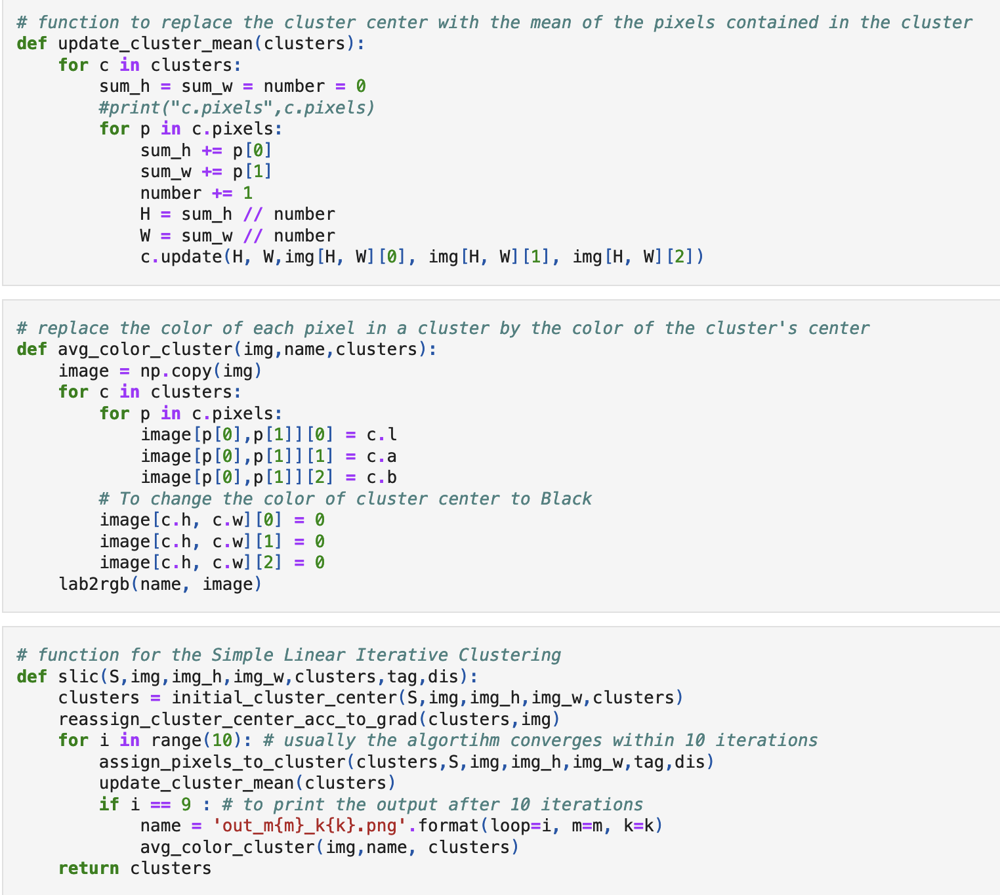 # function to replace the cluster center with the mean of the pixels contained in the cluster
def update_cluster_mean(clusters):
    for c in clusters:
        sum_h = sum_w = number = 0
        #print("c.pixels",c.pixels)
        for p in c.pixels:
            sum_h += p[0]
            sum_w += p[1]
            number += 1
            H = sum_h // number
            W = sum_w // number
            c.update(H, W,img[H, W][0], img[H, W][1], img[H, W][2])
# replace the color of each pixel in a cluster by the color of the cluster's center
def avg_color_cluster(img,name,clusters):
    image = np.copy(img)
    for c in clusters:
        for p in c.pixels:
            image[p[0],p[1]][0] = c.l
            image[p[0],p[1]][1] = c.a
            image[p[0],p[1]][2] = c.b
        # To change the color of cluster center to Black
        image[c.h, c.w][0] = 0
        image[c.h, c.w][1] = 0
        image[c.h, c.w][2] = 0
    lab2rgb(name, image)
# function for the Simple Linear Iterative Clustering
def slic(S,img,img_h,img_w,clusters,tag,dis):
    clusters = initial_cluster_center(S,img,img_h,img_w,clusters)
    reassign_cluster_center_acc_to_grad(clusters,img)
    for i in range(10): # usually the algortihm converges within 10 iterations
        assign_pixels_to_cluster(clusters,S,img,img_h,img_w,tag,dis)
        update_cluster_mean(clusters)
        if i == 9 : # to print the output after 10 iterations
            name = 'out_m{m}_k{k}.png'.format(loop=i, m=m, k=k)
            avg_color_cluster(img,name, clusters)
    return clusters